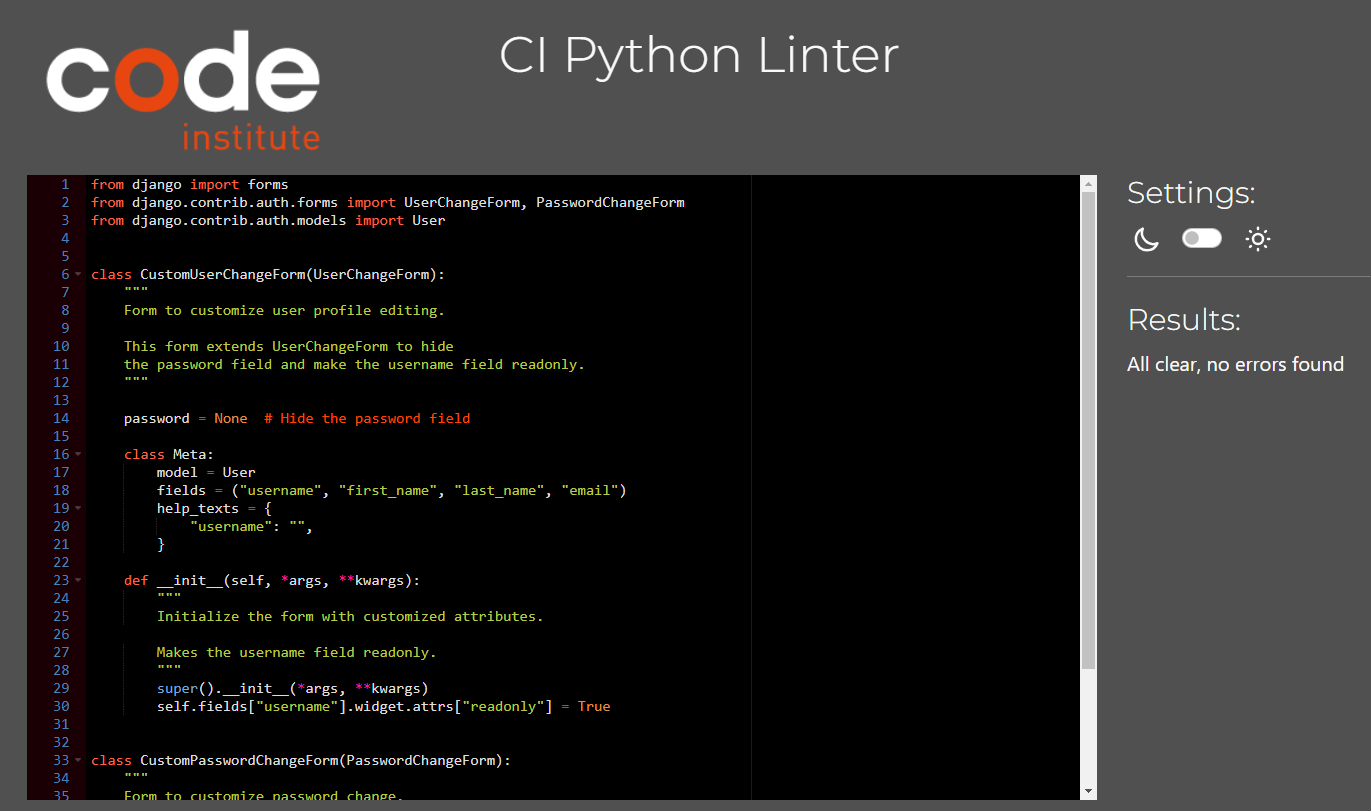 code
institute
CI Python Linter
1 from django import forms
2 from django.contrib.auth.forms import UserChangeForm, PasswordChangeForm
3 from django.contrib.auth.models import User
4
5
6 class CustomUserChangeForm(UserChangeForm):
7     """
8     Form to customize user profile editing.
9
10     This form extends UserChangeForm to hide
11     the password field and make the username field readonly.
12     """
13
14     password = None  # Hide the password field
15
16     class Meta:
17         model = User
18         fields = ("username", "first_name", "last_name", "email")
19         help_texts = {
20             "username": "",
21         }
22
23     def __init__(self, *args, **kwargs):
24         """
25         Initialize the form with customized attributes.
26
27         Makes the username field readonly.
28         """
29         super().__init__(*args, **kwargs)
30         self.fields["username"].widget.attrs["readonly"] = True
31
32
33 class CustomPasswordChangeForm(PasswordChangeForm):
34     """
35     Form to customize password change.
Settings:
Results:
All clear, no errors found